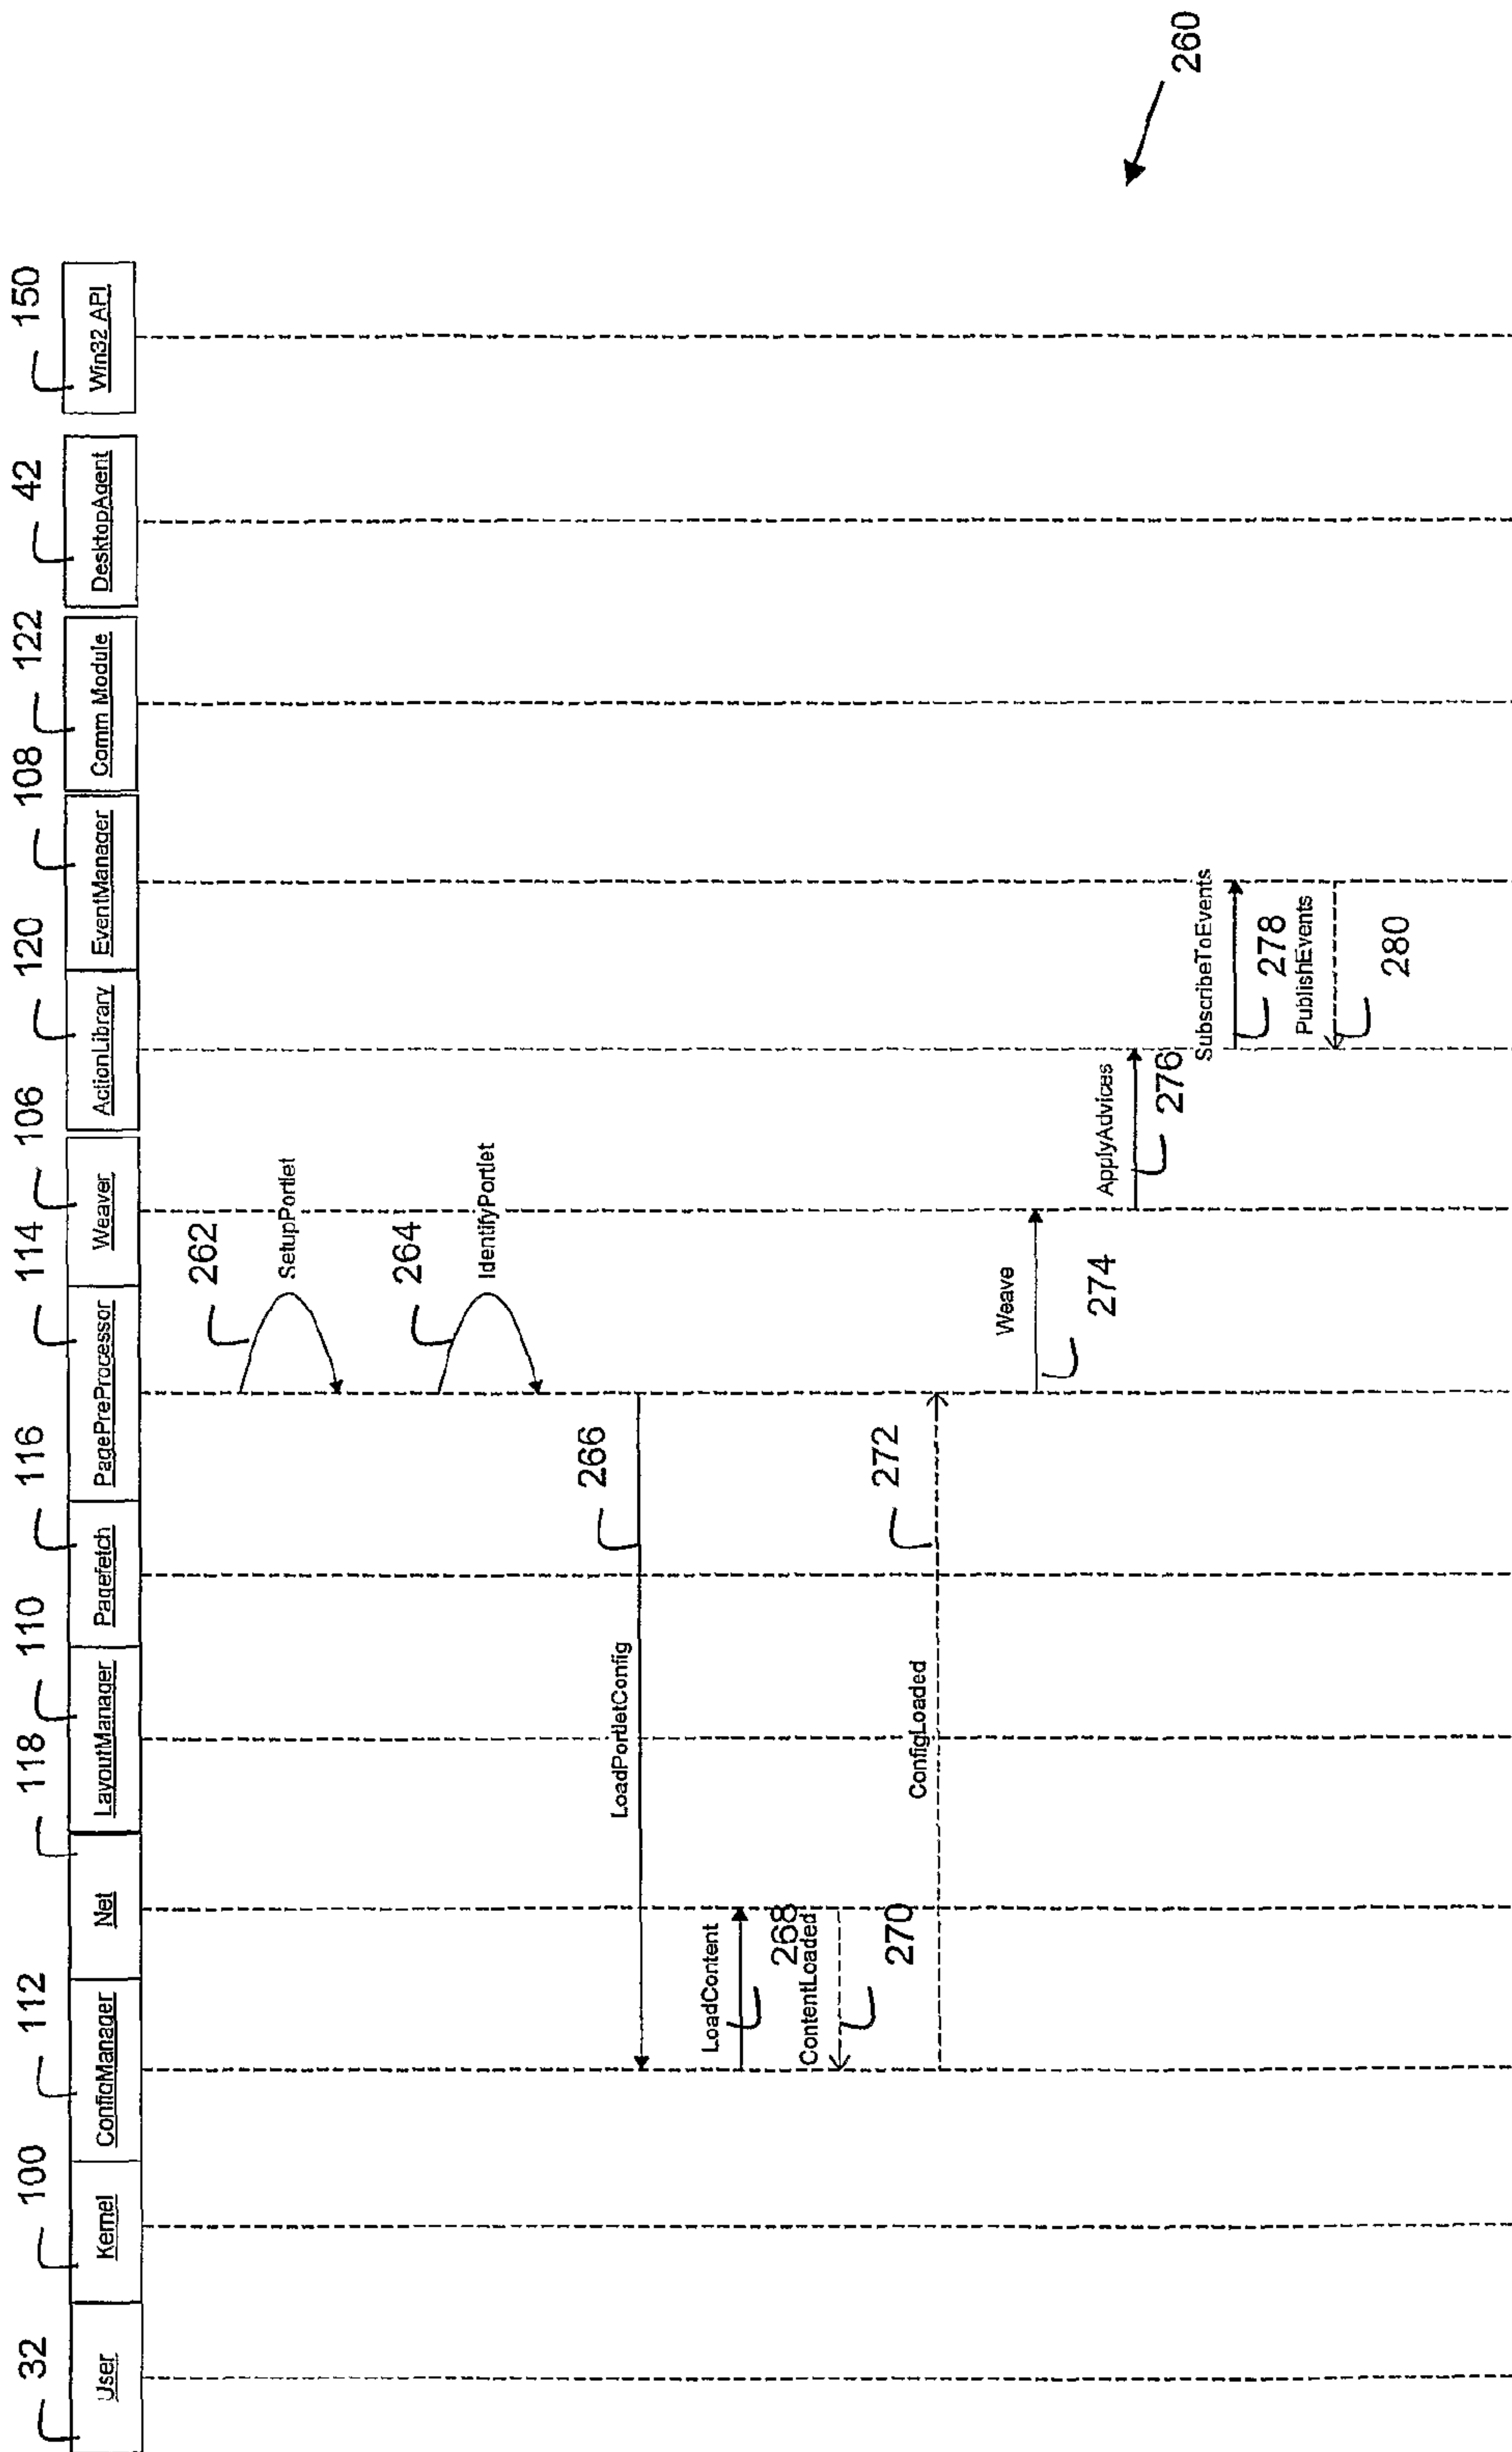 32 100 112 118 110 116 114 106 120 108 122 42 150
User Kernel ConfigManager Net LayoutManager Pagefetch PagePreProcessor Weaver ActionLibrary EventManager Comm Module DesktopAgent Win32 API
262
SetupPortlet
264
IdentifyPortlet
266
LoadPortletConfig
LoadContent
268
ContentLoaded
270
272
ConfigLoaded
Weave
274
ApplyAdvices
276
SubscribeToEvents
278
PublishEvents
280
260